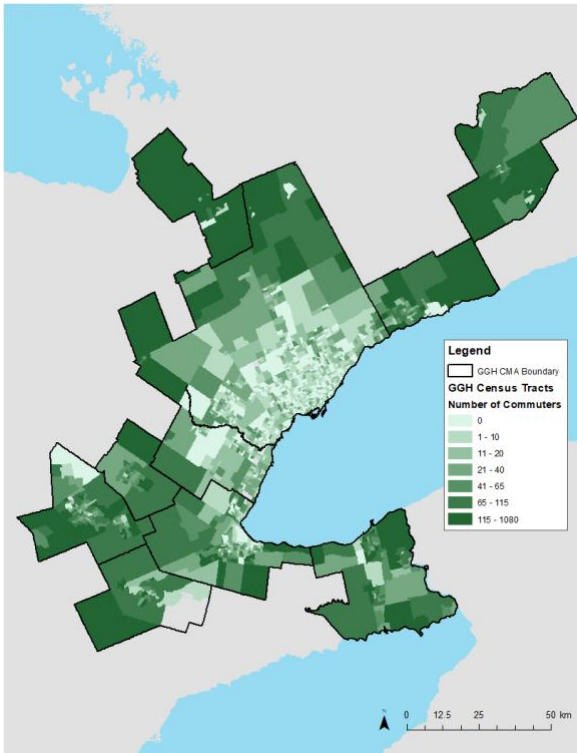 Legend
GGH CMA Boundary
GGH Census Tracts
Number of Commuters
0
1 - 10
11 - 20
21 - 40
41 - 65
65 - 115
115 - 1080
N
0 12.5 25 50 km